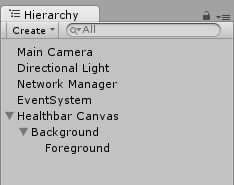 Hierarchy
Create All
Main Camera
Directional Light
Network Manager
EventSystem
Healthbar Canvas
Background
Foreground